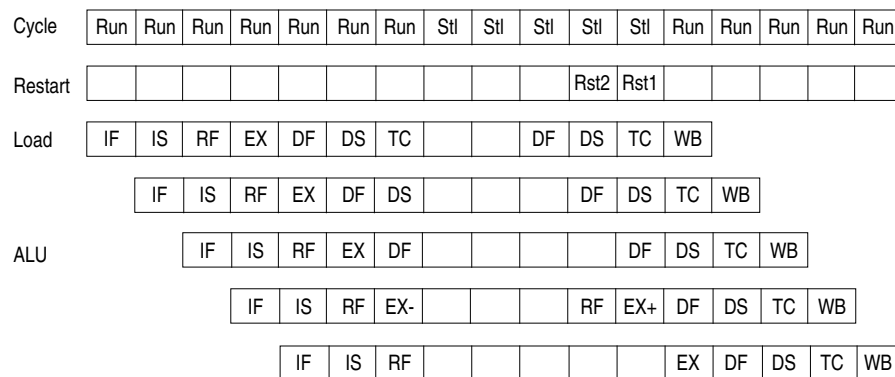 Cycle Run Run Run Run Run Run Run Stl Stl Stl Stl Stl Run Run Run Run Run
Restart Rst2 Rst1
Load IF IS RF EX DF DS TC DF DS TC WB
IF IS RF EX DF DS DF DS TC WB
ALU IF IS RF EX DF DF DS TC WB
IF IS RF EX- RF EX+ DF DS TC WB
IF IS RF EX DF DS TC WB